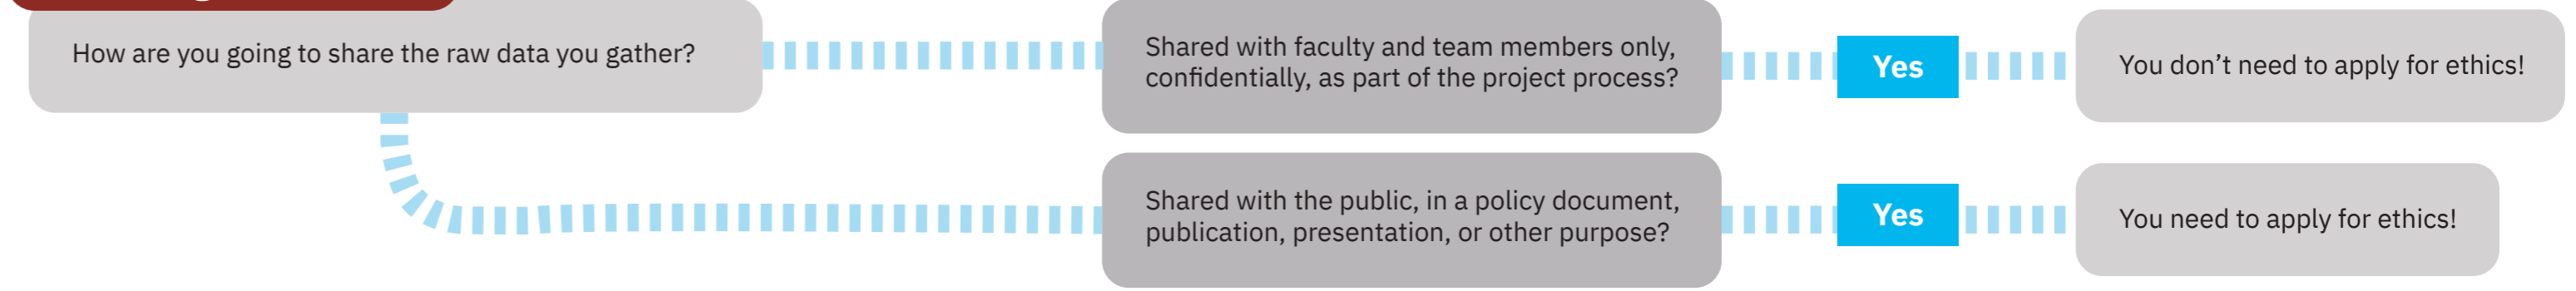 How are you going to share the raw data you gather?
Shared with faculty and team members only,
confidentially, as part of the project process?
Yes
You don’t need to apply for ethics!
Shared with the public, in a policy document,
publication, presentation, or other purpose?
Yes
You need to apply for ethics!